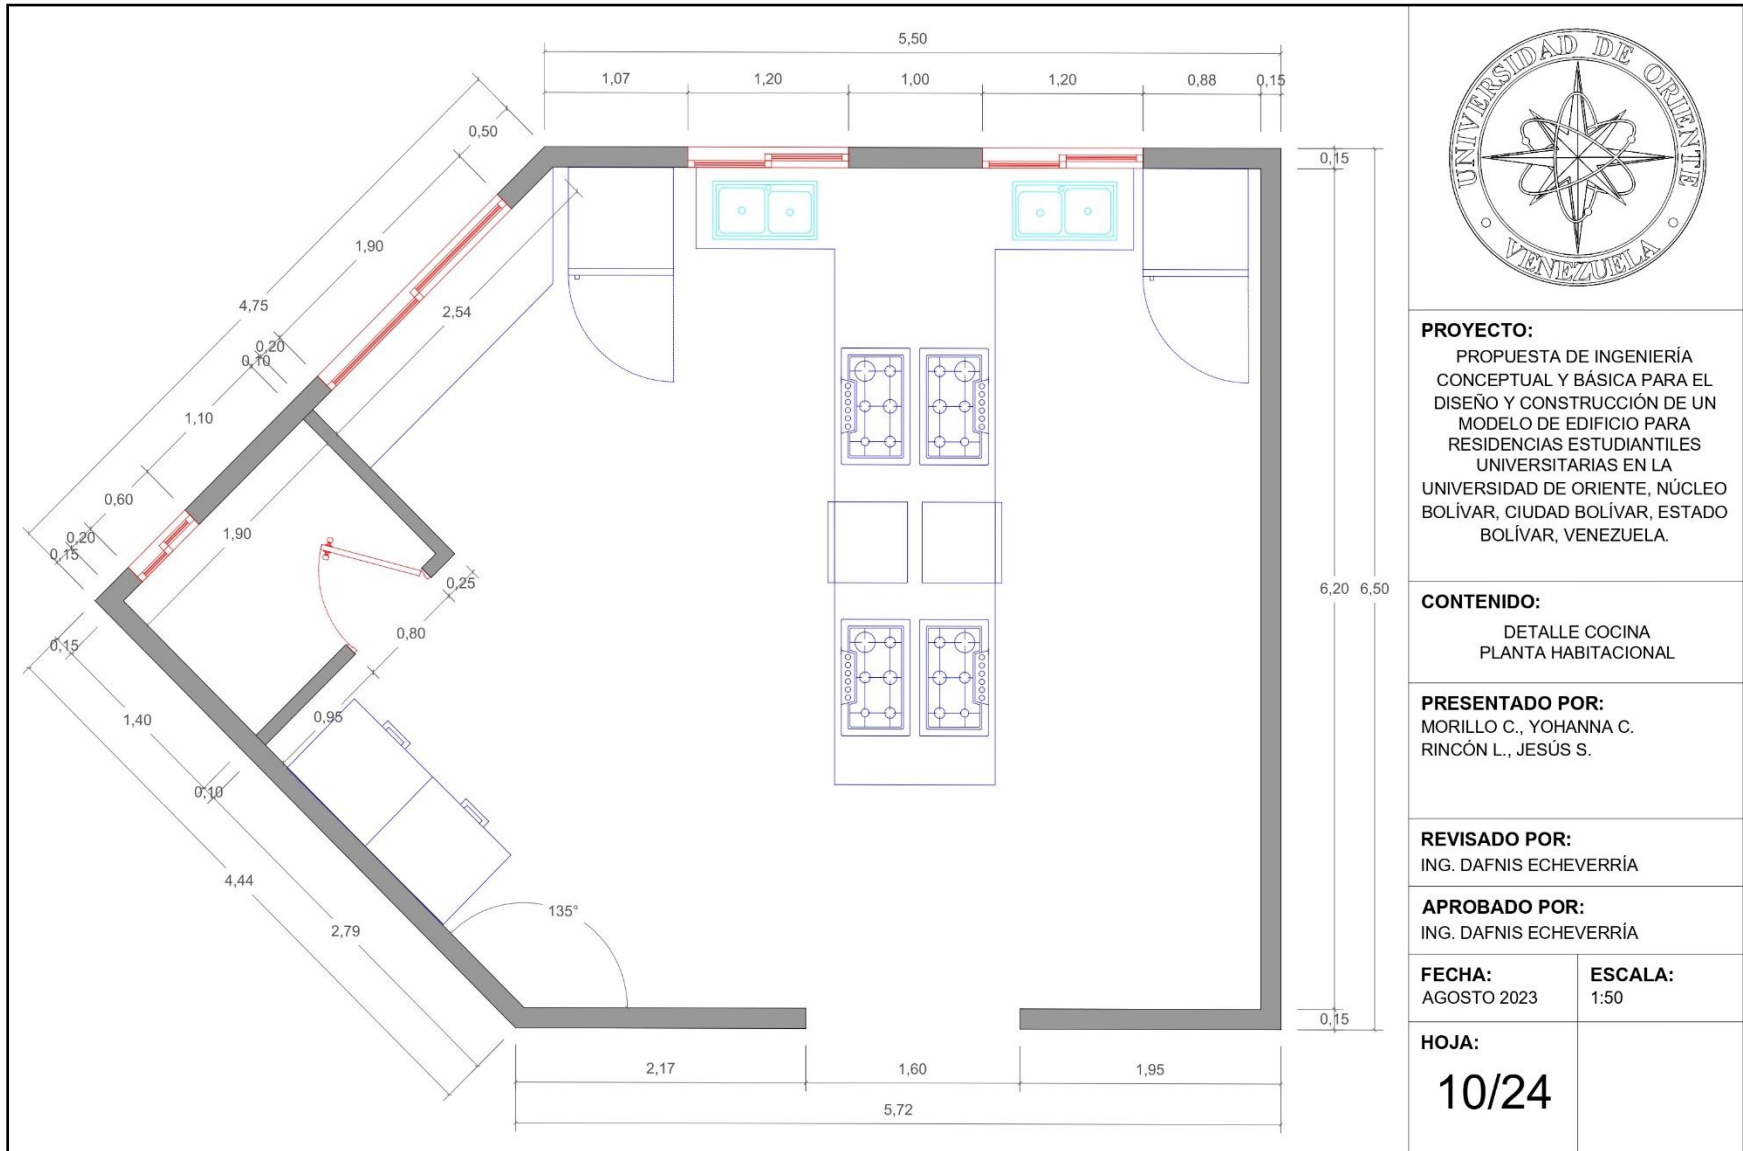 5,50
1,07 1,20 1,00 1,20 0,88 0,15
0,50
1,90
4,75
0,20
0,10
1,10
0,60
0,20
0,15
2,54
1,90
0,25
0,80
0,95
0,15
1,40
0,10
4,44
2,79
135°
0,15
6,20 6,50
0,15
2,17 1,60 1,95
5,72
UNIVERSIDAD DE ORIENTE
VENEZUELA
PROYECTO:
PROPUESTA DE INGENIERÍA
CONCEPTUAL Y BÁSICA PARA EL
DISEÑO Y CONSTRUCCIÓN DE UN
MODELO DE EDIFICIO PARA
RESIDENCIAS ESTUDIANTILES
UNIVERSITARIAS EN LA
UNIVERSIDAD DE ORIENTE, NÚCLEO
BOLÍVAR, CIUDAD BOLÍVAR, ESTADO
BOLÍVAR, VENEZUELA.
CONTENIDO:
DETALLE COCINA
PLANTA HABITACIONAL
PRESENTADO POR:
MORILLO C., YOHANNA C.
RINCÓN L., JESÚS S.
REVISADO POR:
ING. DAFNIS ECHEVERRÍA
APROBADO POR:
ING. DAFNIS ECHEVERRÍA
FECHA: ESCALA:
AGOSTO 2023 1:50
HOJA:
10/24